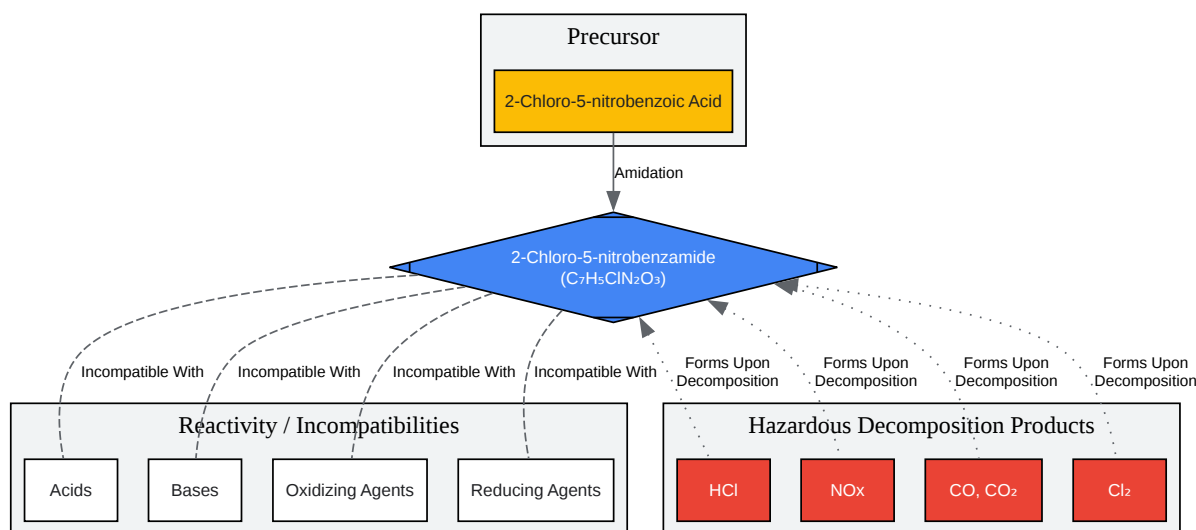 Precursor
2-Chloro-5-nitrobenzoic Acid
Amidation
2-Chloro-5-nitrobenzamide
(C₇H₅ClN₂O₃)
Incompatible With
Incompatible With
Incompatible With
Incompatible With
Forms Upon
Decomposition
Forms Upon
Decomposition
Forms Upon
Decomposition
Forms Upon
Decomposition
Reactivity / Incompatibilities
Acids
Bases
Oxidizing Agents
Reducing Agents
Hazardous Decomposition Products
HCl
NOx
CO, CO₂
Cl₂